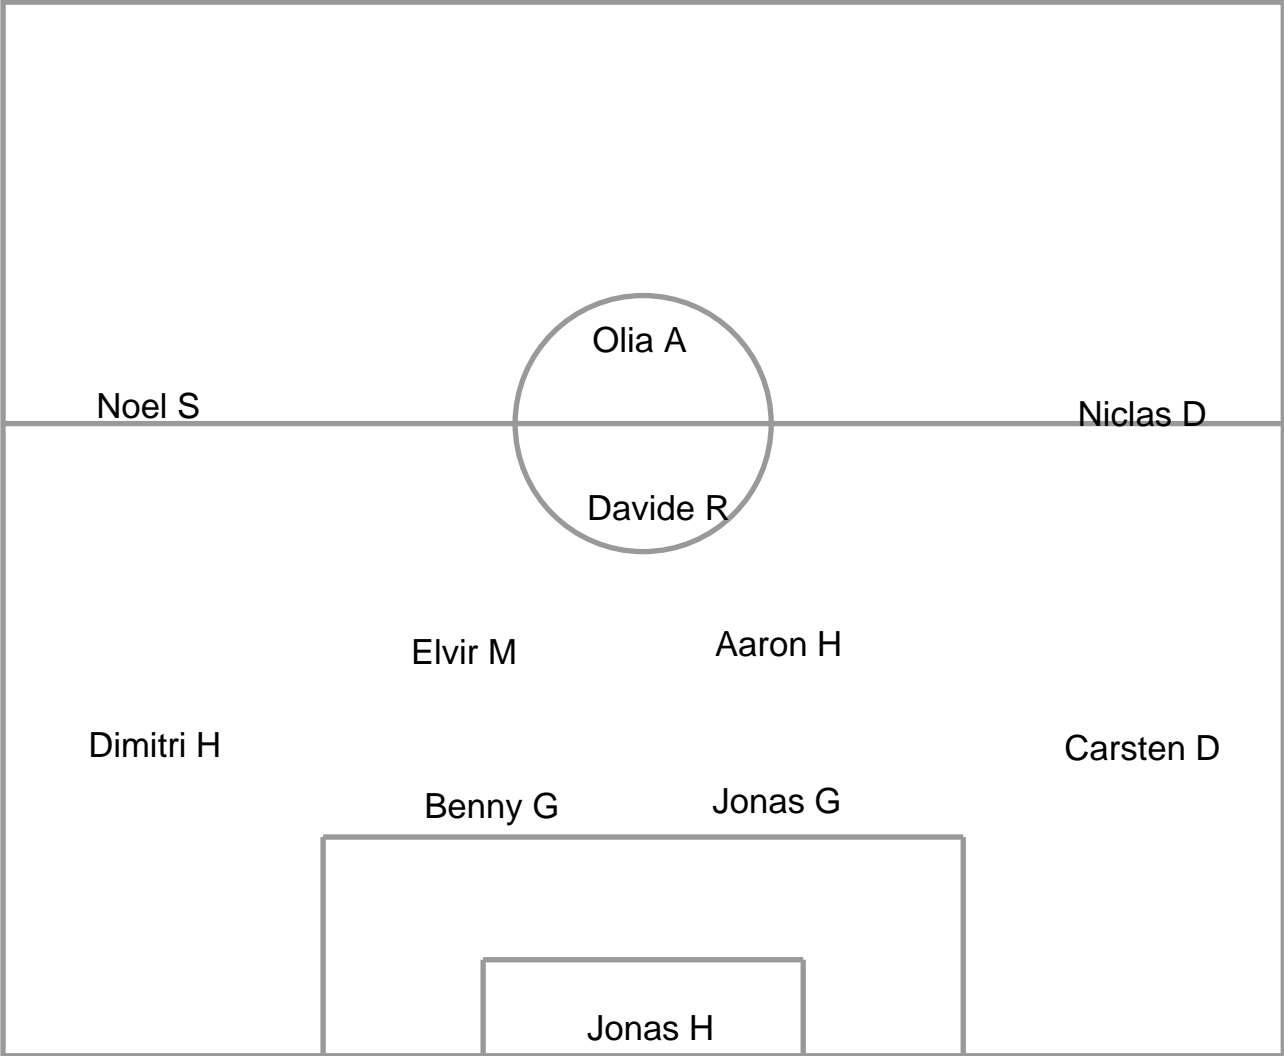 Olia A
Noel S
Niclas D
Davide R
Elvir M
Aaron H
Dimitri H
Carsten D
Benny G
Jonas G
Jonas H